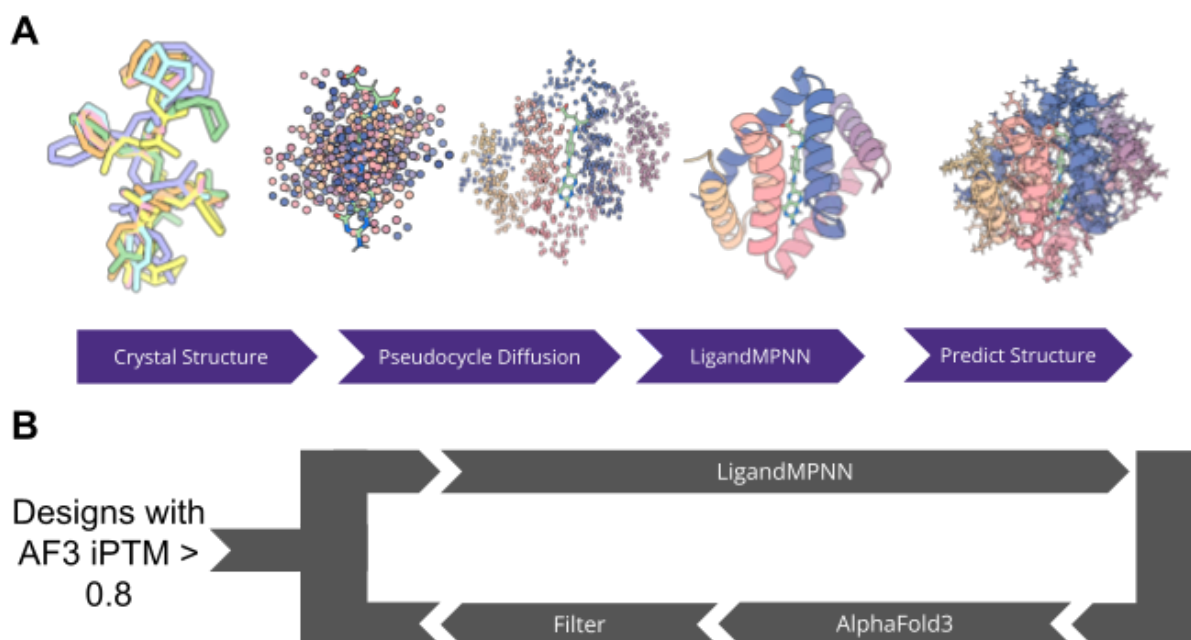 A
Crystal Structure
Pseudocycle Diffusion
LigandMPNN
Predict Structure
B
Designs with
AF3 iPTM >
0.8
LigandMPNN
Filter
AlphaFold3